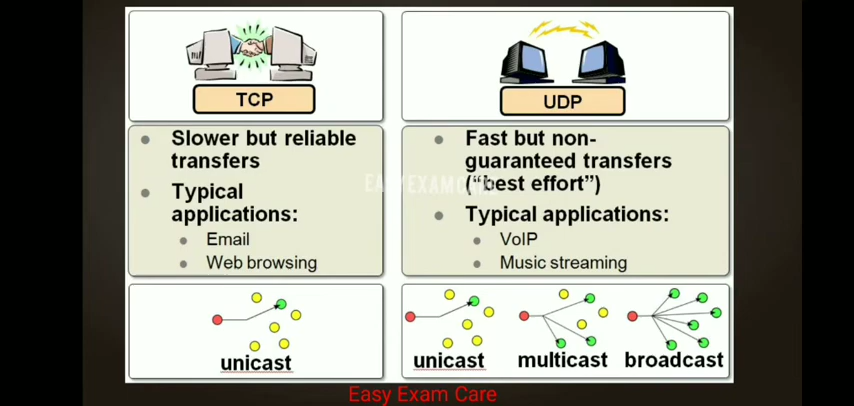 TCP
UDP
Slower but reliable
transfers
Typical
applications:
Email
Web browsing
Fast but non-
guaranteed transfers
("best effort")
Typical applications:
VoIP
Music streaming
EASYEXAMCARE
unicast
unicast
multicast
broadcast
Easy Exam Care